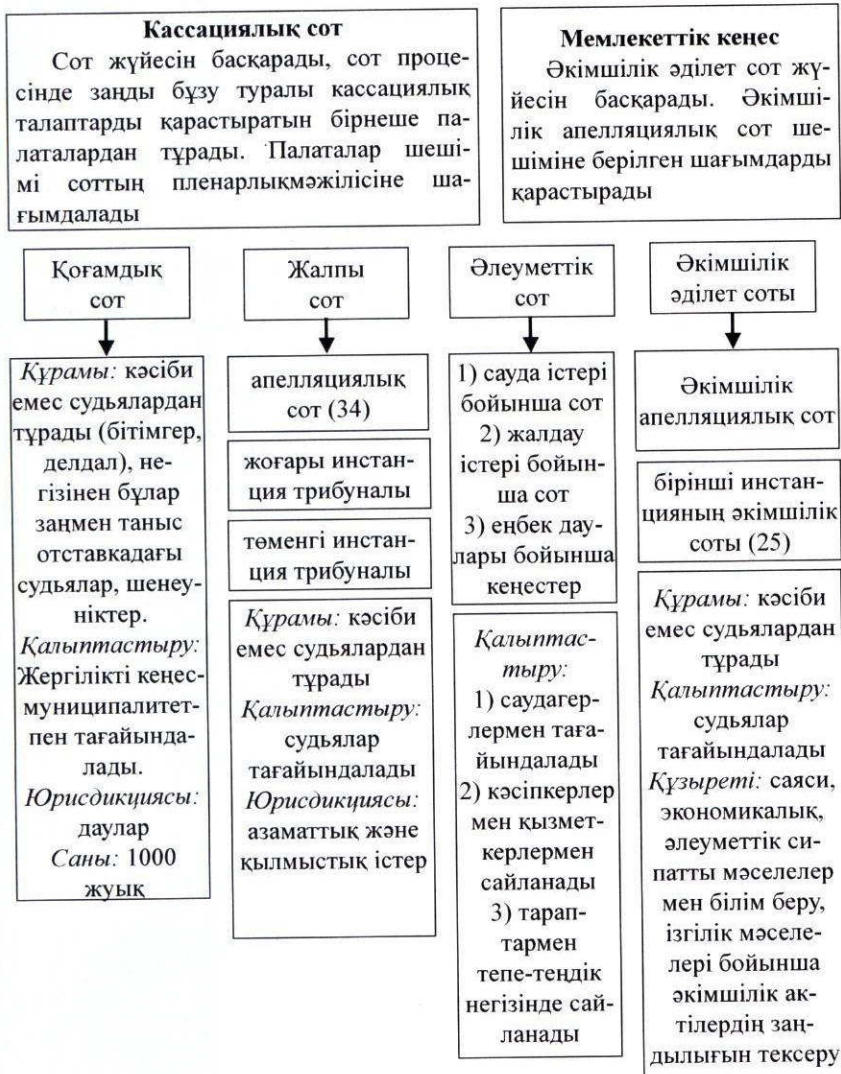 Кассациялық сот
Сот жүйесін басқарады, сот проце-
сінде заңды бұзу туралы кассациялық
талаптарды қарастыратын бірнеше па-
латалардан тұрады. Палаталар шеші-
мі соттың пленарлықмәжілісіне ша-
ғымдалады
Мемлекеттік кеңес
Әкімшілік әділет сот жү-
йесін басқарады. Әкімші-
лік апелляциялық сот ше-
шіміне берілген шағымдарды
қарастырады
Қоғамдық
сот
Құрамы: кәсіби
емес судьялардан
тұрады (бітімгер,
делдал), не-
гізінен бұлар
заңмен таныс
отставкадағы
судьялар, шенеу-
ніктер.
Қалыптастыру:
Жергілікті кеңес-
муниципалитет-
пен тағайында-
лады.
Юрисдикциясы:
даулар
Саны: 1000
жуық
Жалпы
сот
апелляциялық
сот (34)
жоғары инстан-
ция трибуналы
төменгі инстан-
ция трибуналы
Құрамы: кәсіби
емес судьялардан
тұрады
Қалыптастыру:
судьялар
тағайындалады
Юрисдикциясы:
азаматтық және
қылмыстық істер
Әлеуметтік
сот
1) сауда істері
бойынша сот
2) жалдау
істері бойын-
ша сот
3) еңбек дау-
лары бойынша
кеңестер
Қалыптас-
тыру:
1) саудагер-
лермен таға-
йындалады
2) кәсіпкерлер
мен қызмет-
керлермен
сайланады
3) тарап-
тармен
тепе-теңдік
негізінде сай-
ланады
Әкімшілік
әділет соты
Әкімшілік
апелляциялық сот
бірінші инстан-
цияның әкімшілік
соты (25)
Құрамы: кәсіби
емес судьялардан
тұрады
Қалыптастыру:
судьялар
тағайындалады
Құзыреті: саяси,
экономикалық,
әлеуметтік си-
патты мәселелер
мен білім беру,
ізгілік мәселе-
лері бойынша
әкімшілік ак-
тілердің заң-
дылығын тексеру